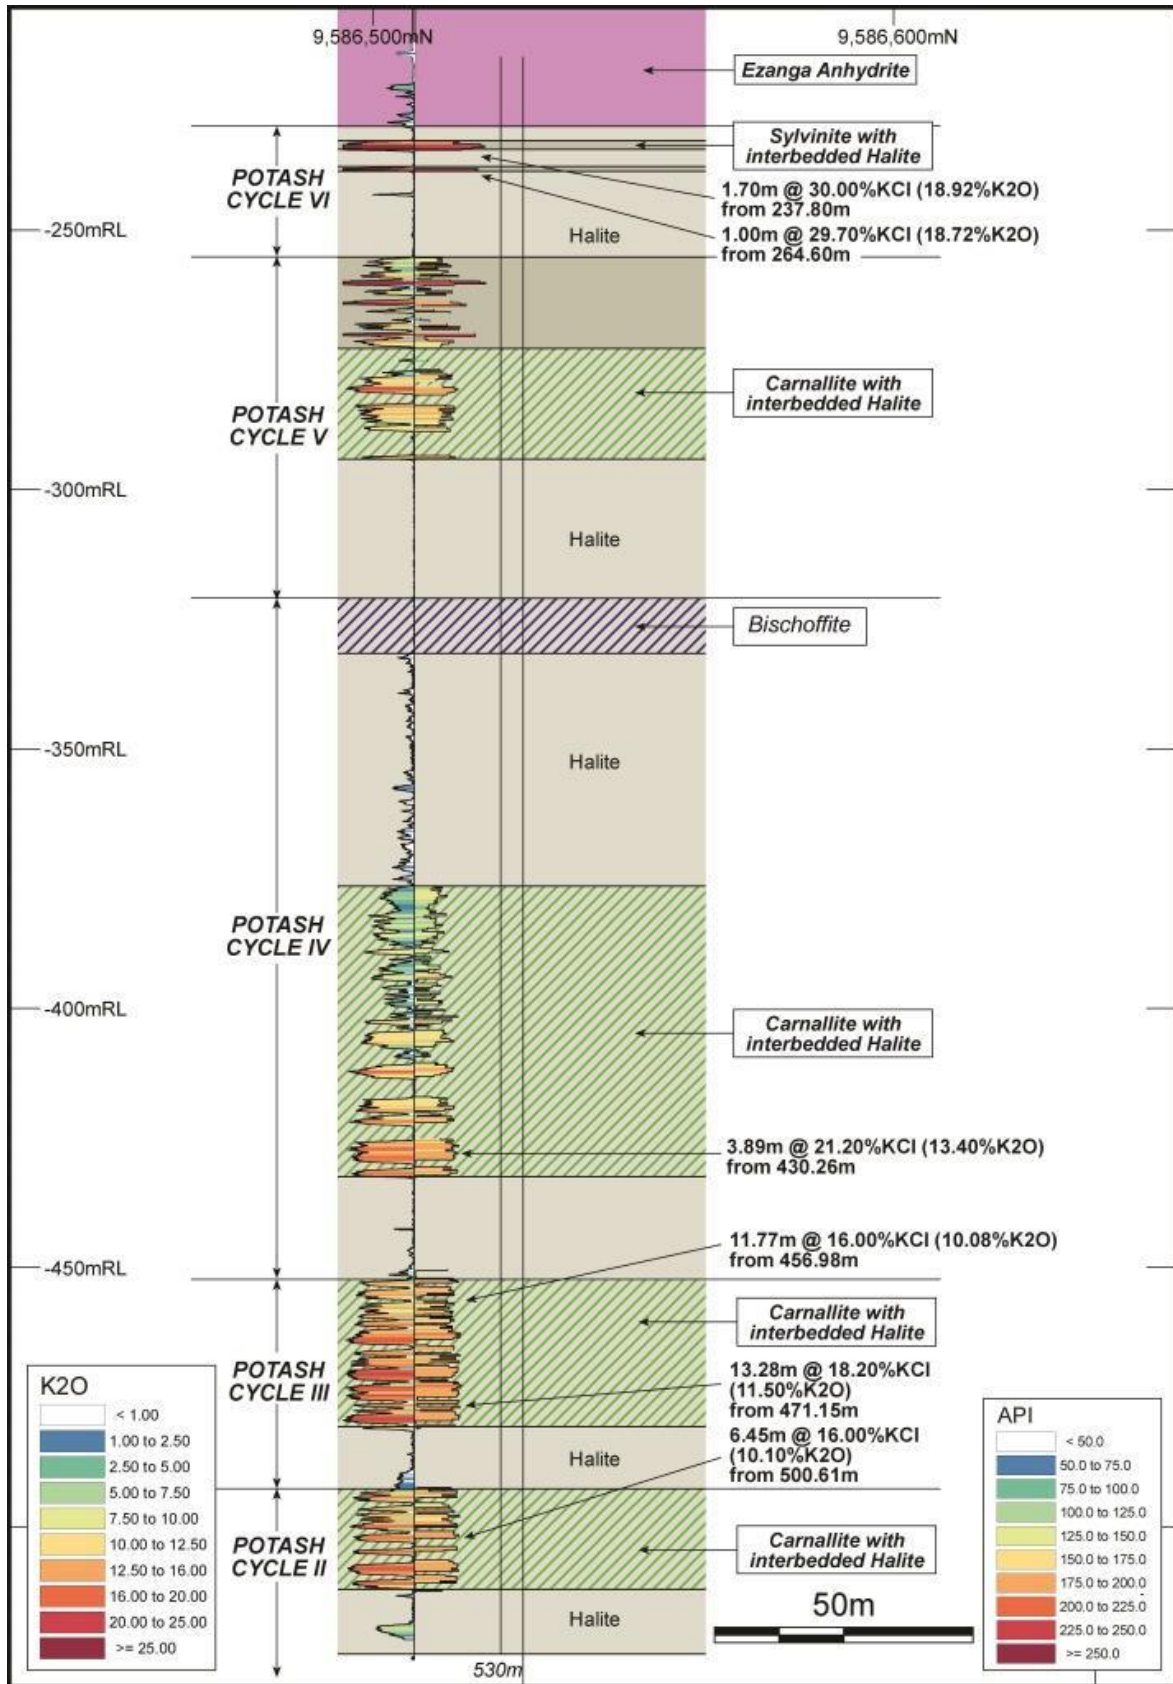 9,586,500mN
9,586,600mN
Ezanga Anhydrite
Sylvinite with
interbedded Halite
POTASH
CYCLE VI
1.70m @ 30.00%KCl (18.92%K2O)
from 237.80m
-250mRL
Halite
1.00m @ 29.70%KCl (18.72%K2O)
from 264.60m
Carnallite with
interbedded Halite
POTASH
CYCLE V
-300mRL
Halite
Bischoffite
-350mRL
Halite
POTASH
CYCLE IV
-400mRL
Carnallite with
interbedded Halite
3.89m @ 21.20%KCl (13.40%K2O)
from 430.26m
11.77m @ 16.00%KCl (10.08%K2O)
from 456.98m
-450mRL
Carnallite with
interbedded Halite
POTASH
CYCLE III
13.28m @ 18.20%KCl
(11.50%K2O)
from 471.15m
6.45m @ 16.00%KCl
(10.10%K2O)
from 500.61m
Halite
POTASH
CYCLE II
Carnallite with
interbedded Halite
Halite
50m
530m
K2O
< 1.00
1.00 to 2.50
2.50 to 5.00
5.00 to 7.50
7.50 to 10.00
10.00 to 12.50
12.50 to 16.00
16.00 to 20.00
20.00 to 25.00
>= 25.00
API
< 50.0
50.0 to 75.0
75.0 to 100.0
100.0 to 125.0
125.0 to 150.0
150.0 to 175.0
175.0 to 200.0
200.0 to 225.0
225.0 to 250.0
>= 250.0